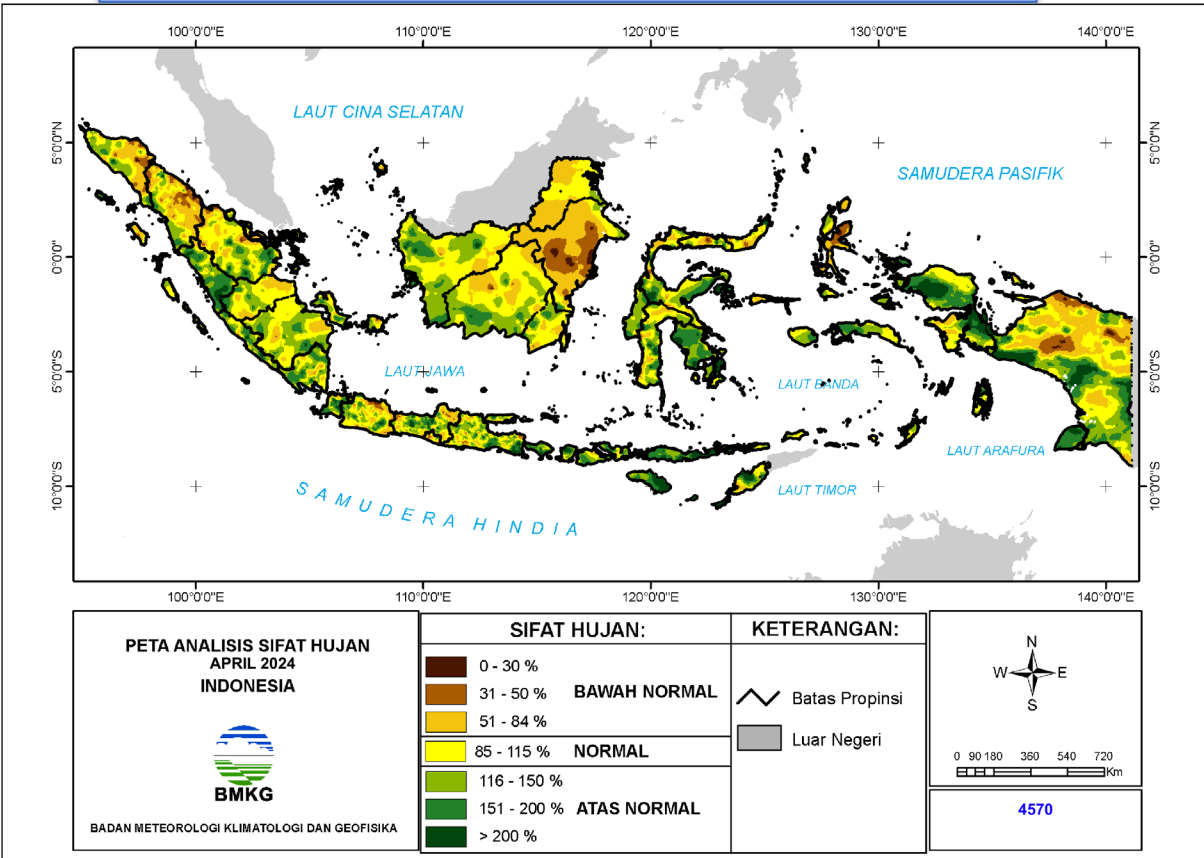 100°0'0"E 110°0'0"E 120°0'0"E 130°0'0"E 140°0'0"E
LAUT CINA SELATAN
5°0'0"N 5°0'0"N
SAMUDERA PASIFIK
0°0'0" 0°0'0"
5°0'0"S 5°0'0"S
LAUT JAWA
LAUT BANDA
LAUT ARAFURA
10°0'0"S 10°0'0"S
LAUT TIMOR
SAMUDERA HINDIA
100°0'0"E 110°0'0"E 120°0'0"E 130°0'0"E 140°0'0"E
PETA ANALISIS SIFAT HUJAN
APRIL 2024
INDONESIA
BMKG
BADAN METEOROLOGI KLIMATOLOGI DAN GEOFISIKA
SIFAT HUJAN:
0 - 30 %
31 - 50 % BAWAH NORMAL
51 - 84 %
85 - 115 % NORMAL
116 - 150 %
151 - 200 % ATAS NORMAL
> 200 %
KETERANGAN:
Batas Propinsi
Luar Negeri
N
W E
S
0 90 180 360 540 720
Km
4570